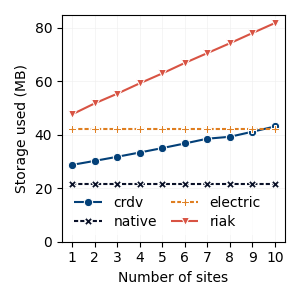 80
60
40
20
0
Storage used (MB)
crdv
native
electric
riak
1 2 3 4 5 6 7 8 9 10
Number of sites